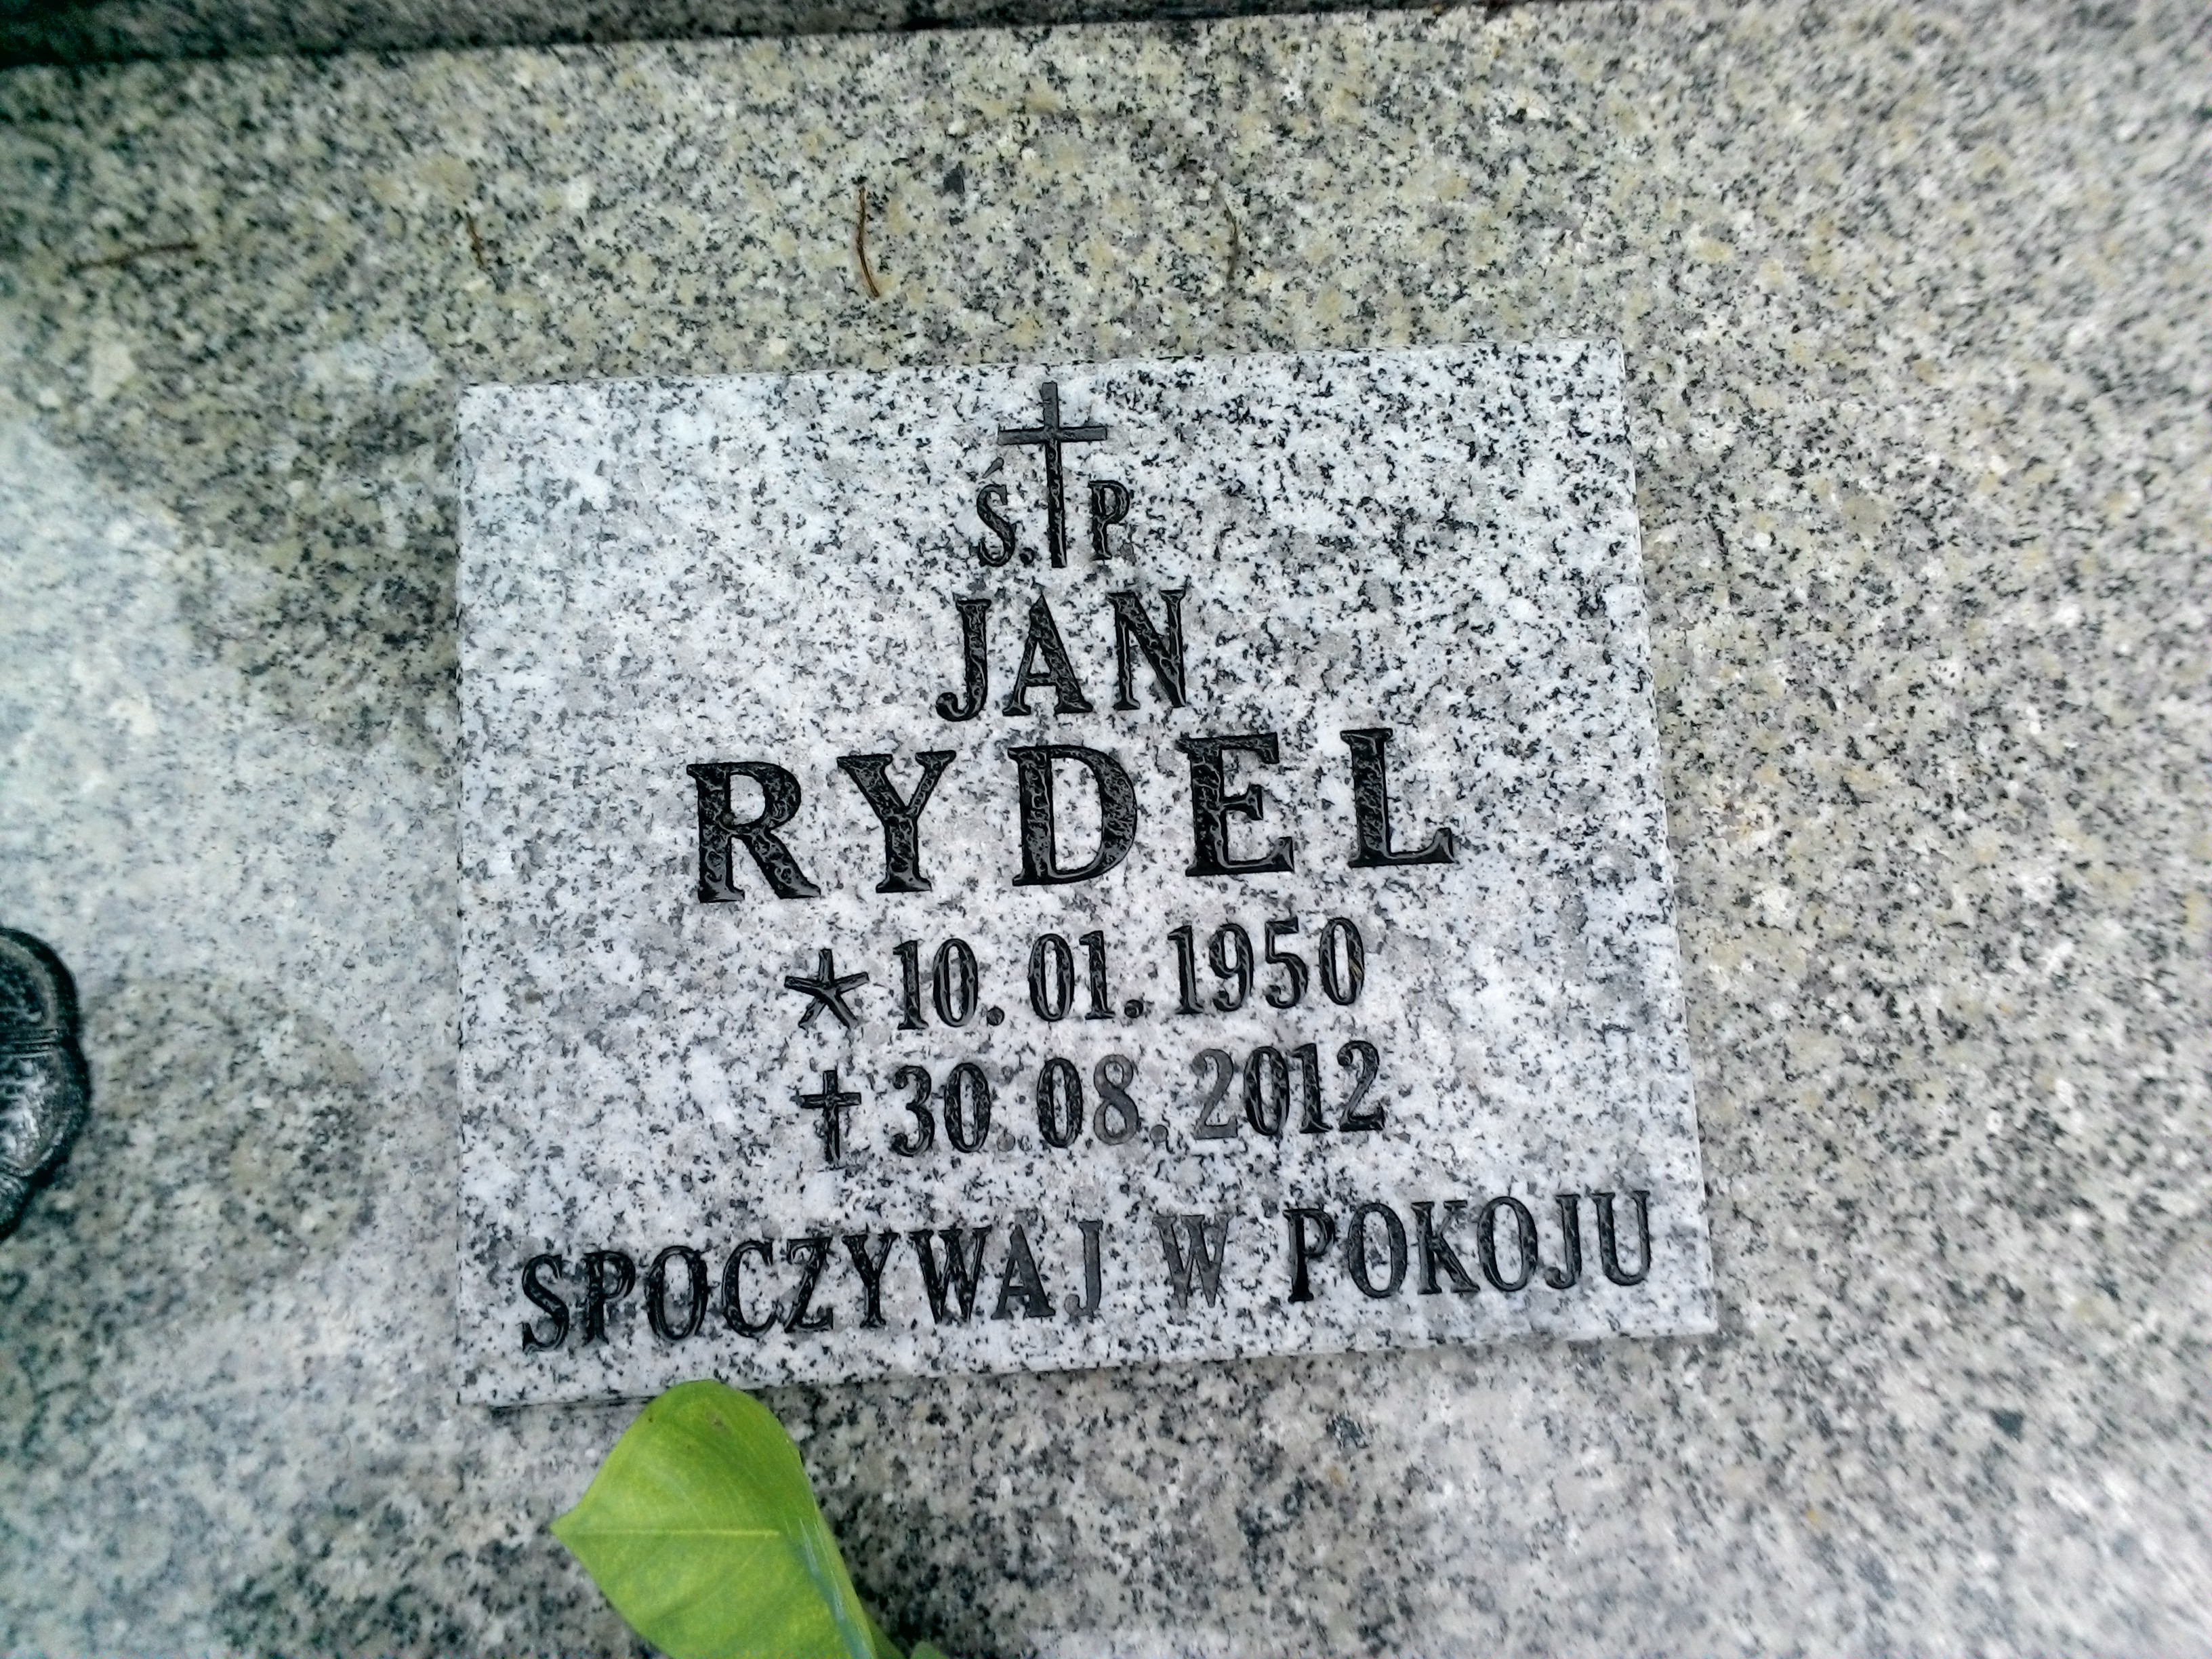 Ś.P
JAN
RYDEL
10.01.1950
30.08.2012
SPOCZYWAJ W POKOJU